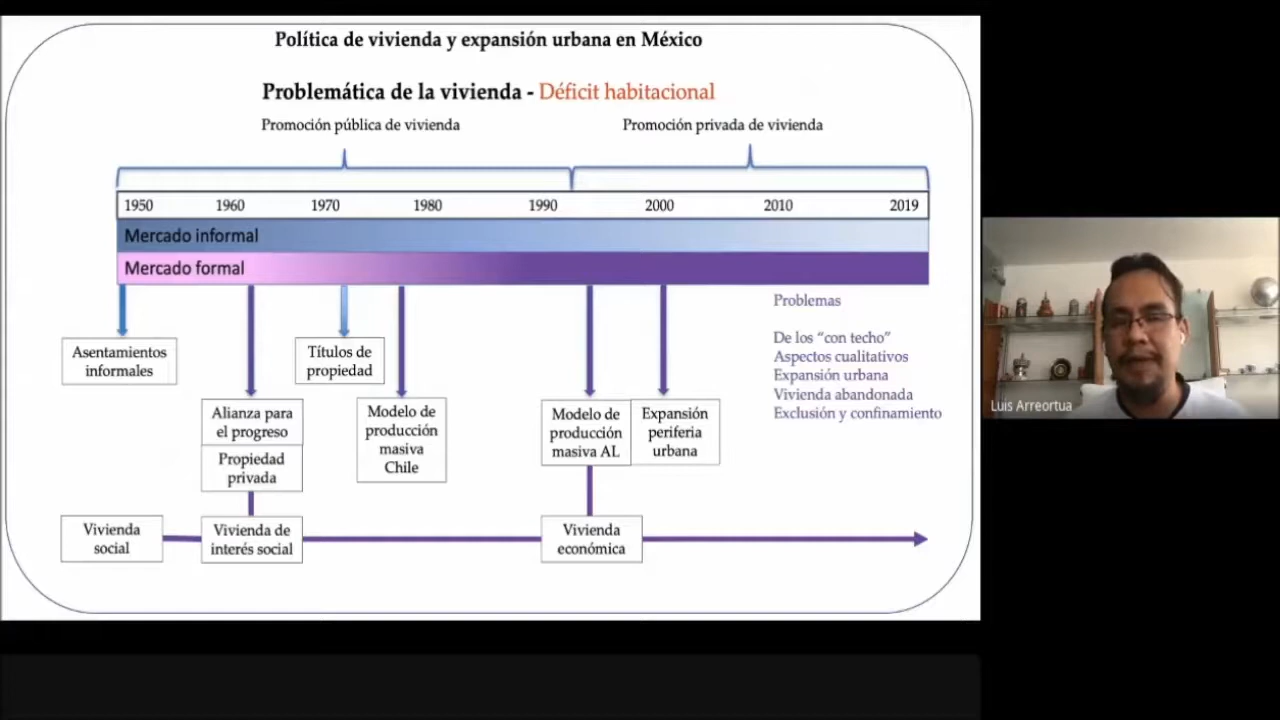 Política de vivienda y expansión urbana en México
Problemática de la vivienda - Déficit habitacional
Promoción pública de vivienda
Promoción privada de vivienda
1950 1960 1970 1980 1990 2000 2010 2019
Mercado informal
Mercado formal
Asentamientos
informales
Títulos de
propiedad
Alianza para
el progreso
Propiedad
privada
Modelo de
producción
masiva
Chile
Modelo de
producción
masiva AL
Expansión
periferia
urbana
Problemas
De los “con techo”
Aspectos cualitativos
Expansión urbana
Vivienda abandonada
Exclusión y confinamiento
Vivienda
social
Vivienda de
interés social
Vivienda
económica
Luis Arreortua